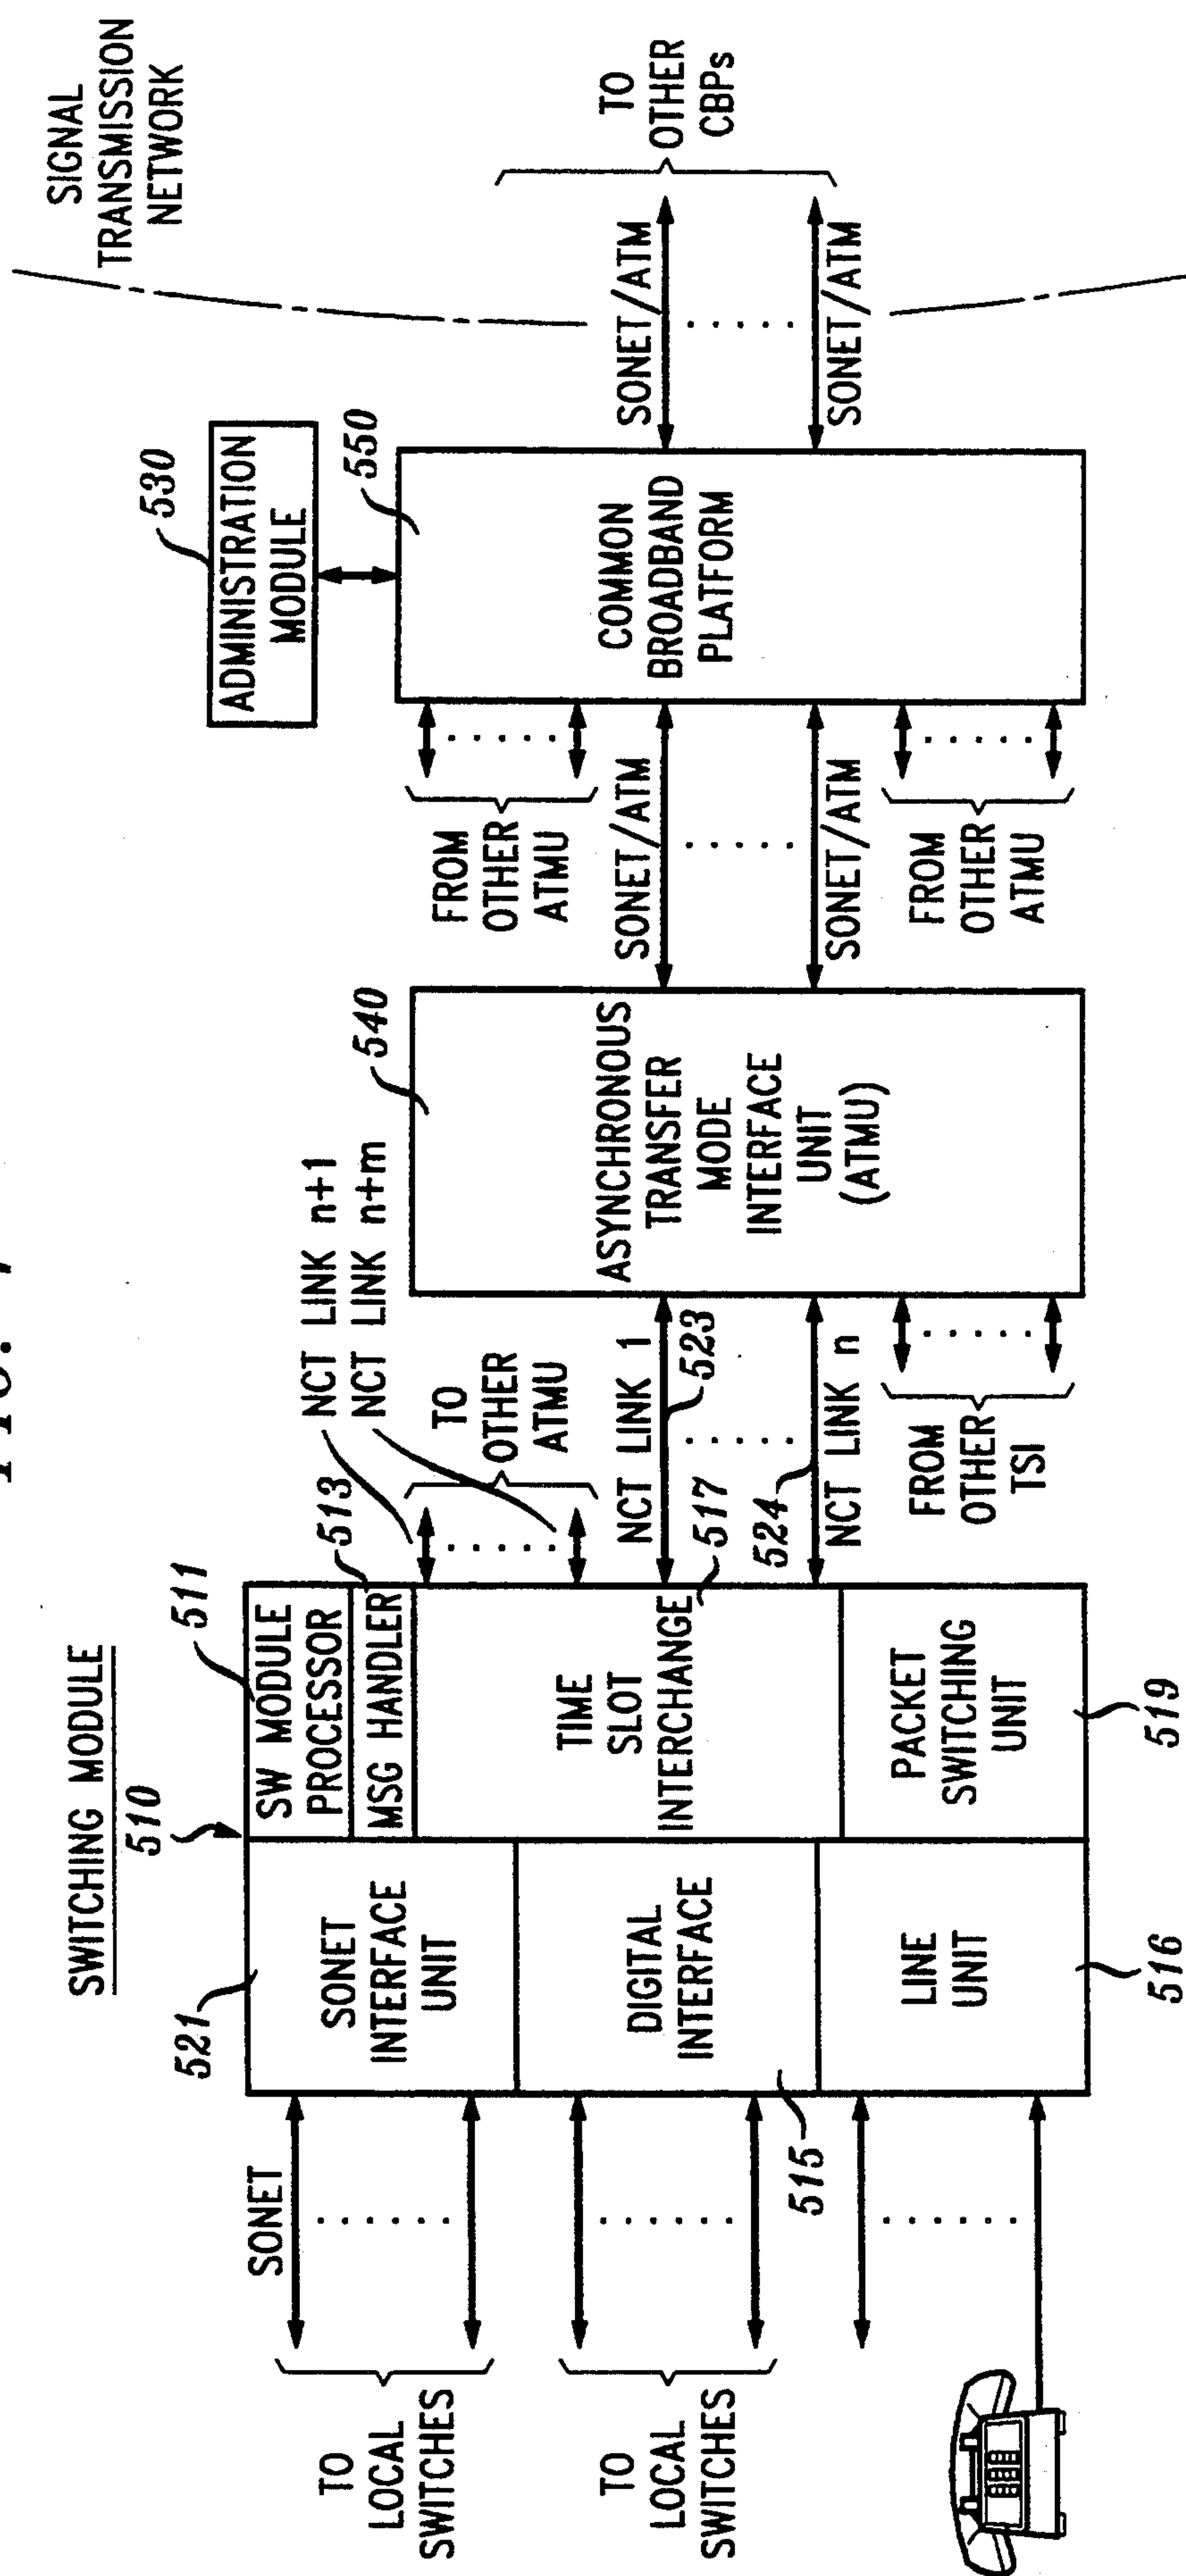 SWITCHING MODULE
510
521
SONET
INTERFACE
UNIT
DIGITAL
INTERFACE
515
LINE
UNIT
516
511
SW MODULE
PROCESSOR
513
MSG HANDLER
TIME
SLOT
INTERCHANGE
517
PACKET
SWITCHING
UNIT
519
SONET
TO
LOCAL
SWITCHES
TO
LOCAL
SWITCHES
NCT LINK n+1
NCT LINK n+m
TO
OTHER
ATMU
NCT LINK 1
523
524
NCT LINK n
FROM
OTHER
TSI
540
ASYNCHRONOUS
TRANSFER
MODE
INTERFACE
UNIT
(ATMU)
FROM
OTHER
ATMU
SONET/ATM
SONET/ATM
FROM
OTHER
ATMU
530
ADMINISTRATION
MODULE
550
COMMON
BROADBAND
PLATFORM
SONET/ATM
SONET/ATM
TO
OTHER
CBPs
SIGNAL
TRANSMISSION
NETWORK